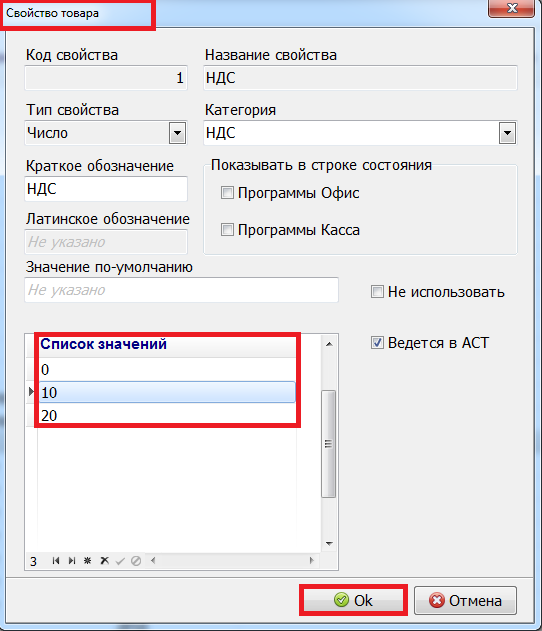 Свойство товара
Код свойства
Название свойства
1
НДС
Тип свойства
Категория
Число
НДС
Краткое обозначение
Показывать в строке состояния
НДС
Программы Офис
Латинское обозначение
Не указано
Программы Касса
Значение по-умолчанию
Не указано
Не использовать
Список значений
Ведется в АСТ
0
10
20
3
Ok
Отмена